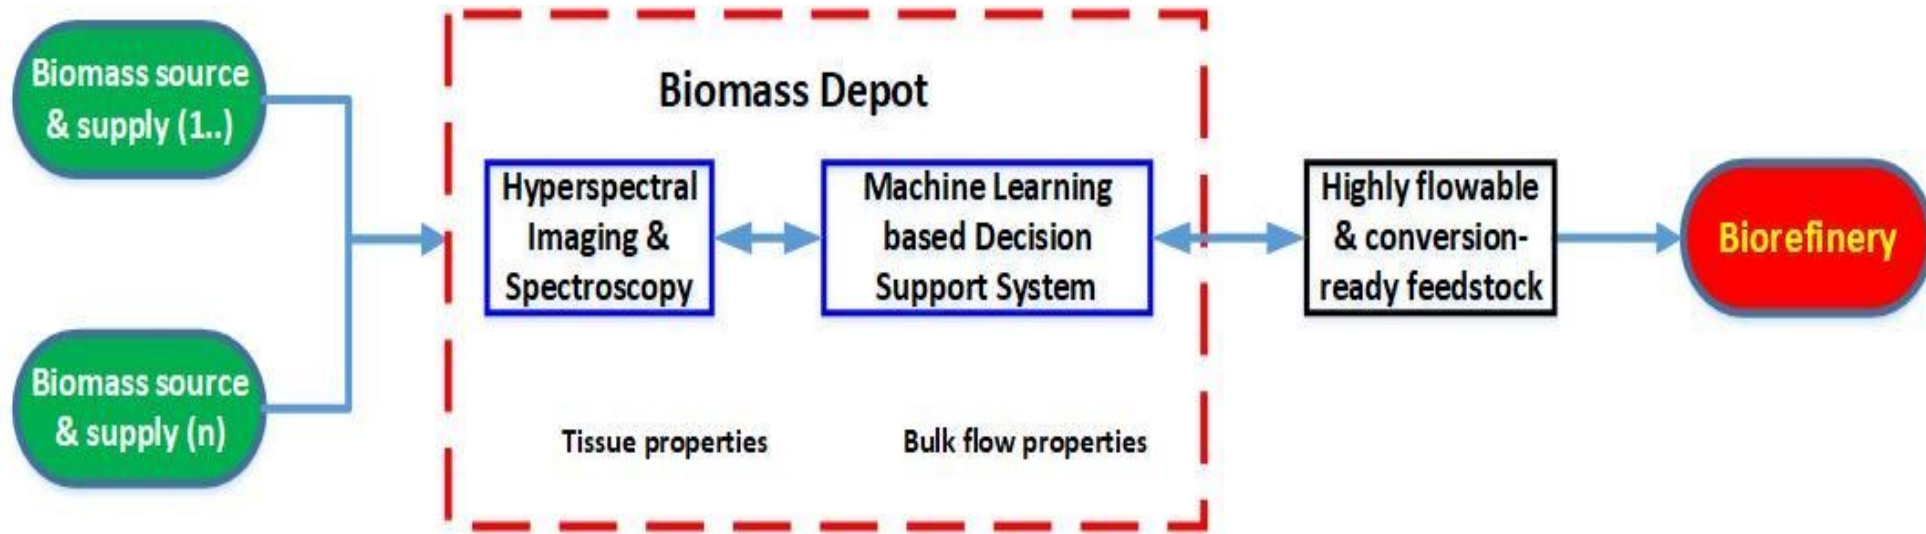 Biomass source
& supply (1..)
Biomass source
& supply (n)
Biomass Depot
Hyperspectral
Imaging &
Spectroscopy
Machine Learning
based Decision
Support System
Tissue properties
Bulk flow properties
Highly flowable
& conversion-
ready feedstock
Biorefinery